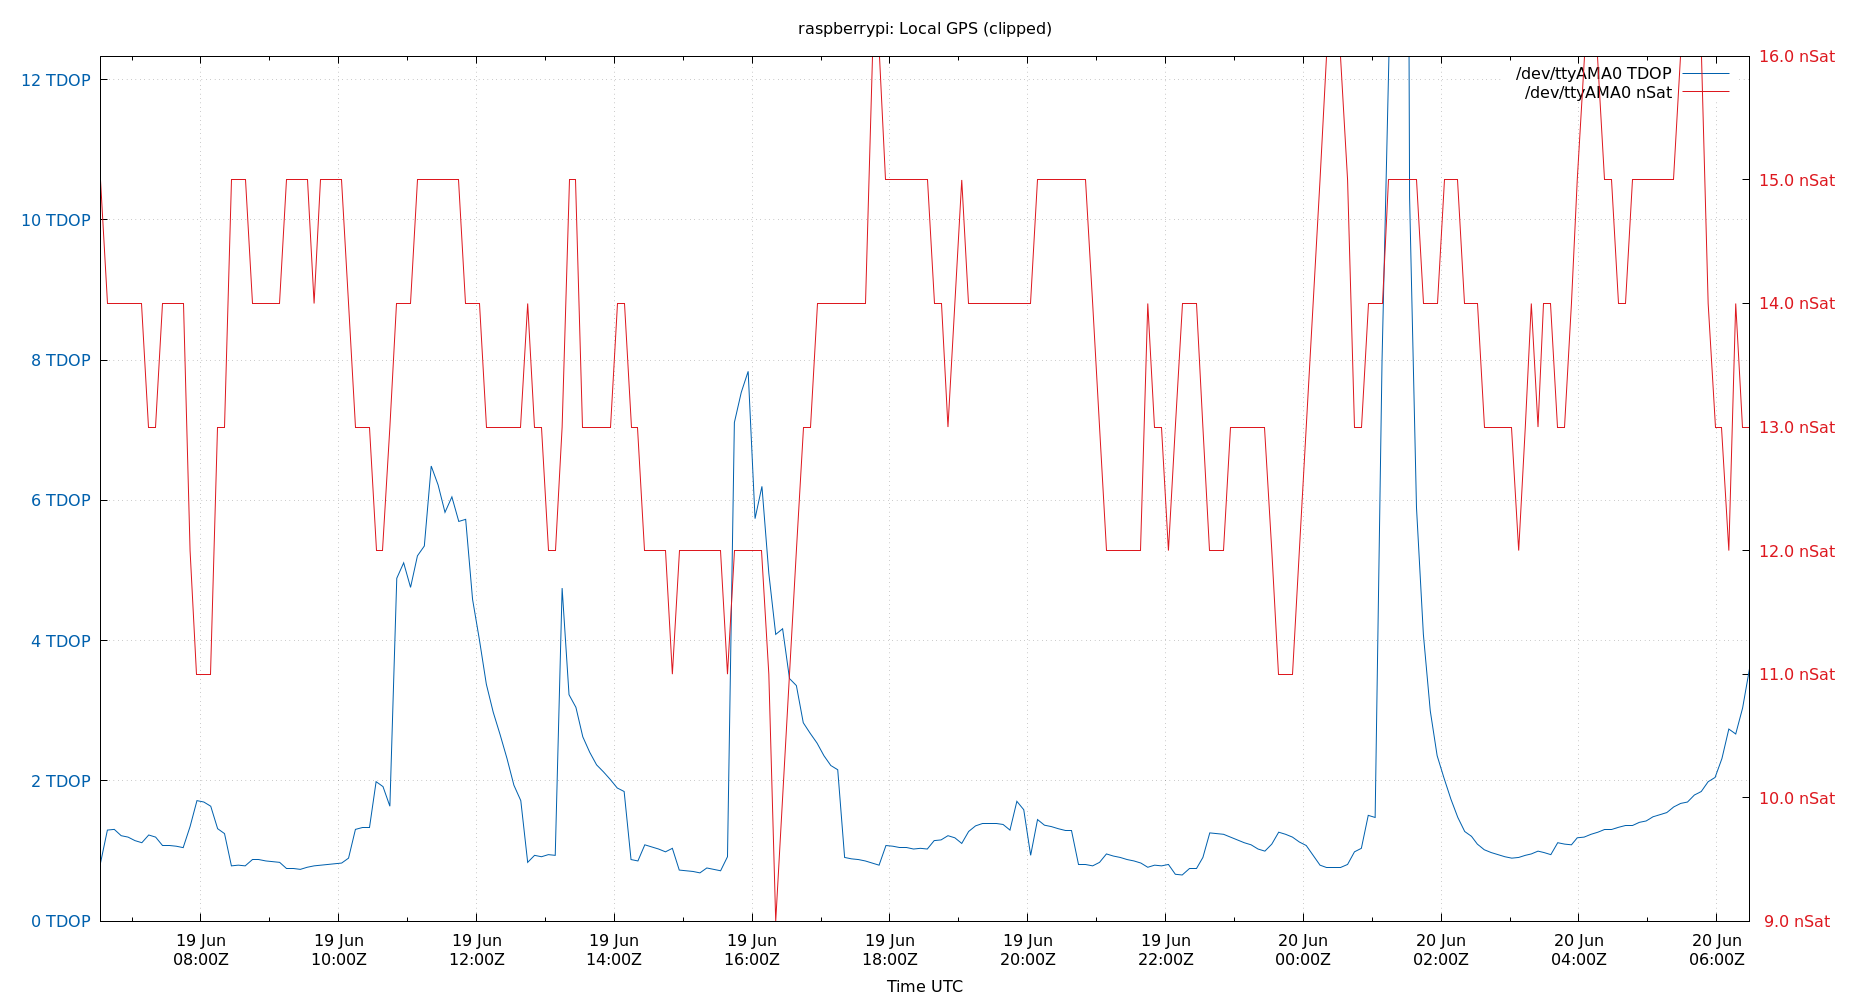 raspberrypi: Local GPS (clipped)
12 TDOP
10 TDOP
8 TDOP
6 TDOP
4 TDOP
2 TDOP
0 TDOP
/dev/ttyAMA0 TDOP
/dev/ttyAMA0 nSat
16.0 nSat
15.0 nSat
14.0 nSat
13.0 nSat
12.0 nSat
11.0 nSat
10.0 nSat
9.0 nSat
19 Jun 19 Jun 19 Jun 19 Jun 19 Jun 19 Jun 19 Jun 19 Jun 20 Jun 20 Jun 20 Jun 20 Jun
08:00Z 10:00Z 12:00Z 14:00Z 16:00Z 18:00Z 20:00Z 22:00Z 00:00Z 02:00Z 04:00Z 06:00Z
Time UTC